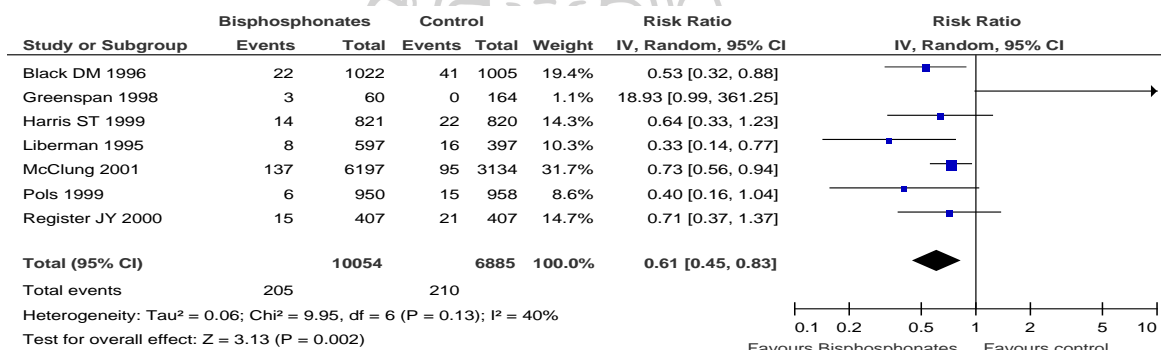 Bisphosphonates Control Risk Ratio Risk Ratio
Study or Subgroup Events Total Events Total Weight IV, Random, 95% CI IV, Random, 95% CI
Black DM 1996 22 1022 41 1005 19.4% 0.53 [0.32, 0.88]
Greenspan 1998 3 60 0 164 1.1% 18.93 [0.99, 361.25]
Harris ST 1999 14 821 22 820 14.3% 0.64 [0.33, 1.23]
Liberman 1995 8 597 16 397 10.3% 0.33 [0.14, 0.77]
McClung 2001 137 6197 95 3134 31.7% 0.73 [0.56, 0.94]
Pols 1999 6 950 15 958 8.6% 0.40 [0.16, 1.04]
Register JY 2000 15 407 21 407 14.7% 0.71 [0.37, 1.37]
Total (95% CI) 10054 6885 100.0% 0.61 [0.45, 0.83]
Total events 205 210
Heterogeneity: Tau² = 0.06; Chi² = 9.95, df = 6 (P = 0.13); I² = 40%
Test for overall effect: Z = 3.13 (P = 0.002)
0.1 0.2 0.5 1 2 5 10
Favours Bisphosphonates Favours control